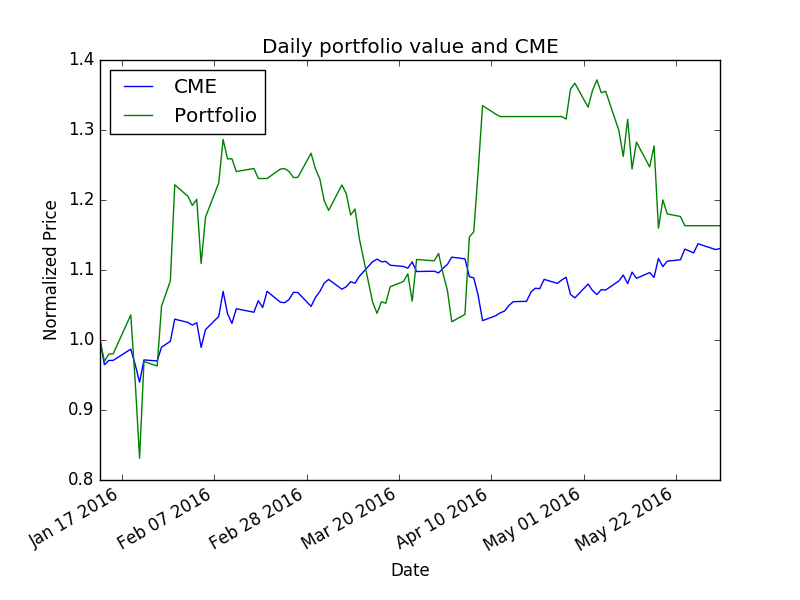 Daily portfolio value and CME
CME
Portfolio
1.4
1.3
1.2
1.1
1.0
0.9
0.8
Normalized Price
Jan 17 2016
Feb 07 2016
Feb 28 2016
Mar 20 2016
Apr 10 2016
May 01 2016
May 22 2016
Date